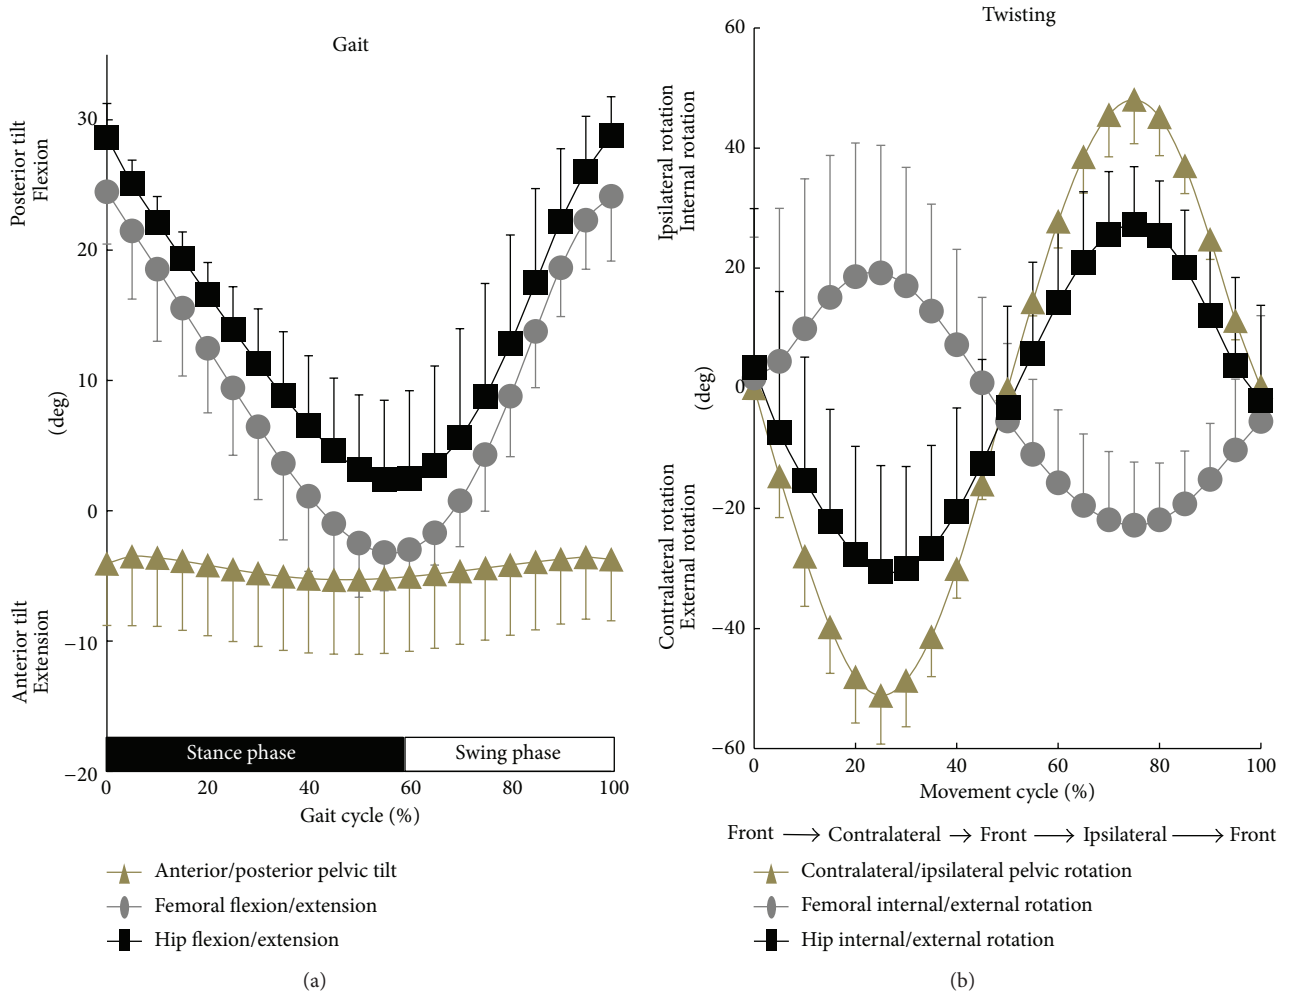 Gait
Posterior tilt
Flexion
(deg)
Anterior tilt
Extension
30
20
10
0
−10
−20
Stance phase
Swing phase
0 20 40 60 80 100
Gait cycle (%)
Anterior/posterior pelvic tilt
Femoral flexion/extension
Hip flexion/extension
(a)
Twisting
Ipsilateral rotation
Internal rotation
(deg)
Contralateral rotation
External rotation
60
40
20
0
−20
−40
−60
0 20 40 60 80 100
Movement cycle (%)
Front → Contralateral → Front → Ipsilateral → Front
Contralateral/ipsilateral pelvic rotation
Femoral internal/external rotation
Hip internal/external rotation
(b)